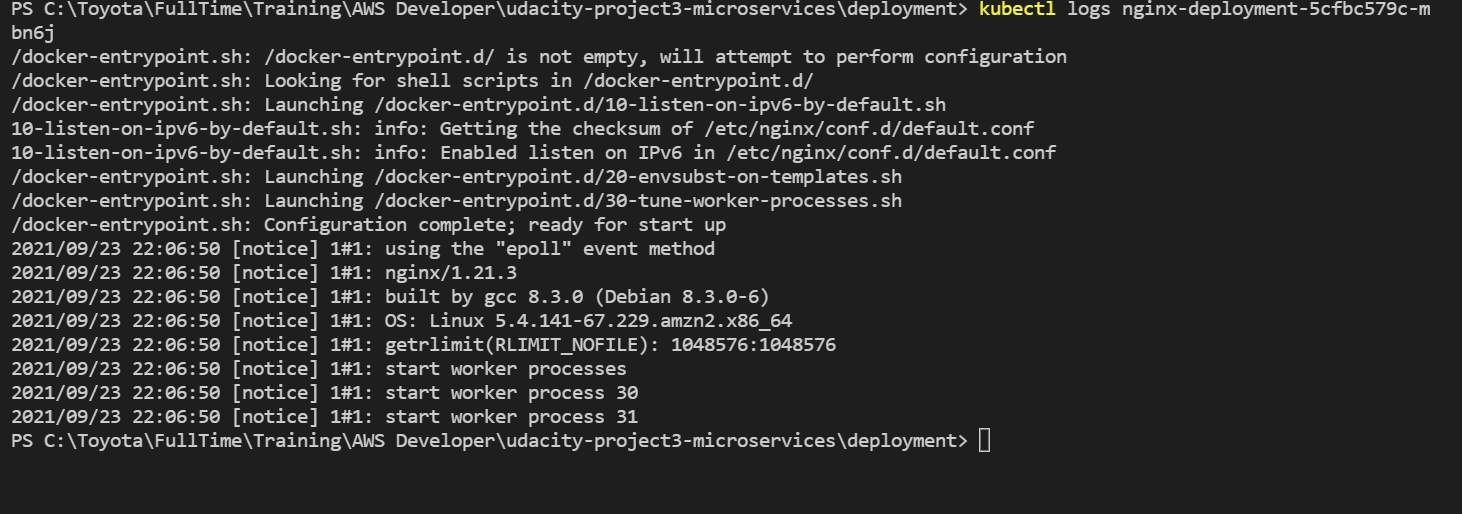 PS C:\Toyota\FullTime\Training\AWS Developer\udacity-project3-microservices\deployment> kubectl logs nginx-deployment-5cfbc579c-m
bn6j
/docker-entrypoint.sh: /docker-entrypoint.d/ is not empty, will attempt to perform configuration
/docker-entrypoint.sh: Looking for shell scripts in /docker-entrypoint.d/
/docker-entrypoint.sh: Launching /docker-entrypoint.d/10-listen-on-ipv6-by-default.sh
10-listen-on-ipv6-by-default.sh: info: Getting the checksum of /etc/nginx/conf.d/default.conf
10-listen-on-ipv6-by-default.sh: info: Enabled listen on IPv6 in /etc/nginx/conf.d/default.conf
/docker-entrypoint.sh: Launching /docker-entrypoint.d/20-envsubst-on-templates.sh
/docker-entrypoint.sh: Launching /docker-entrypoint.d/30-tune-worker-processes.sh
/docker-entrypoint.sh: Configuration complete; ready for start up
2021/09/23 22:06:50 [notice] 1#1: using the "epoll" event method
2021/09/23 22:06:50 [notice] 1#1: nginx/1.21.3
2021/09/23 22:06:50 [notice] 1#1: built by gcc 8.3.0 (Debian 8.3.0-6)
2021/09/23 22:06:50 [notice] 1#1: OS: Linux 5.4.141-67.229.amzn2.x86_64
2021/09/23 22:06:50 [notice] 1#1: getrlimit(RLIMIT_NOFILE): 1048576:1048576
2021/09/23 22:06:50 [notice] 1#1: start worker processes
2021/09/23 22:06:50 [notice] 1#1: start worker process 30
2021/09/23 22:06:50 [notice] 1#1: start worker process 31
PS C:\Toyota\FullTime\Training\AWS Developer\udacity-project3-microservices\deployment>